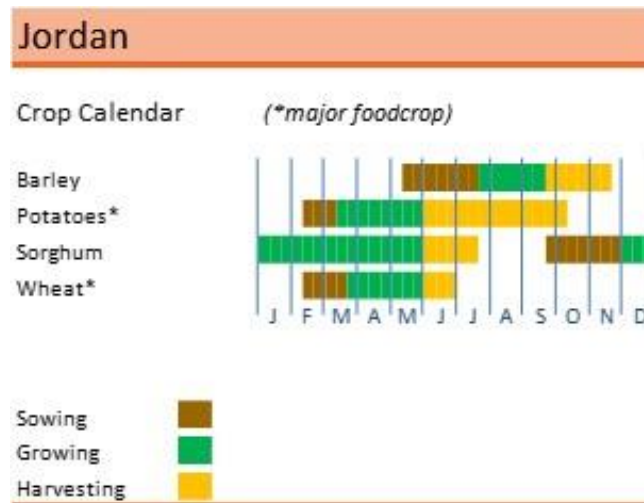 Jordan
Crop Calendar (*major foodcrop)
Barley
Potatoes*
Sorghum
Wheat*
J F M A M J J A S O N D
Sowing
Growing
Harvesting